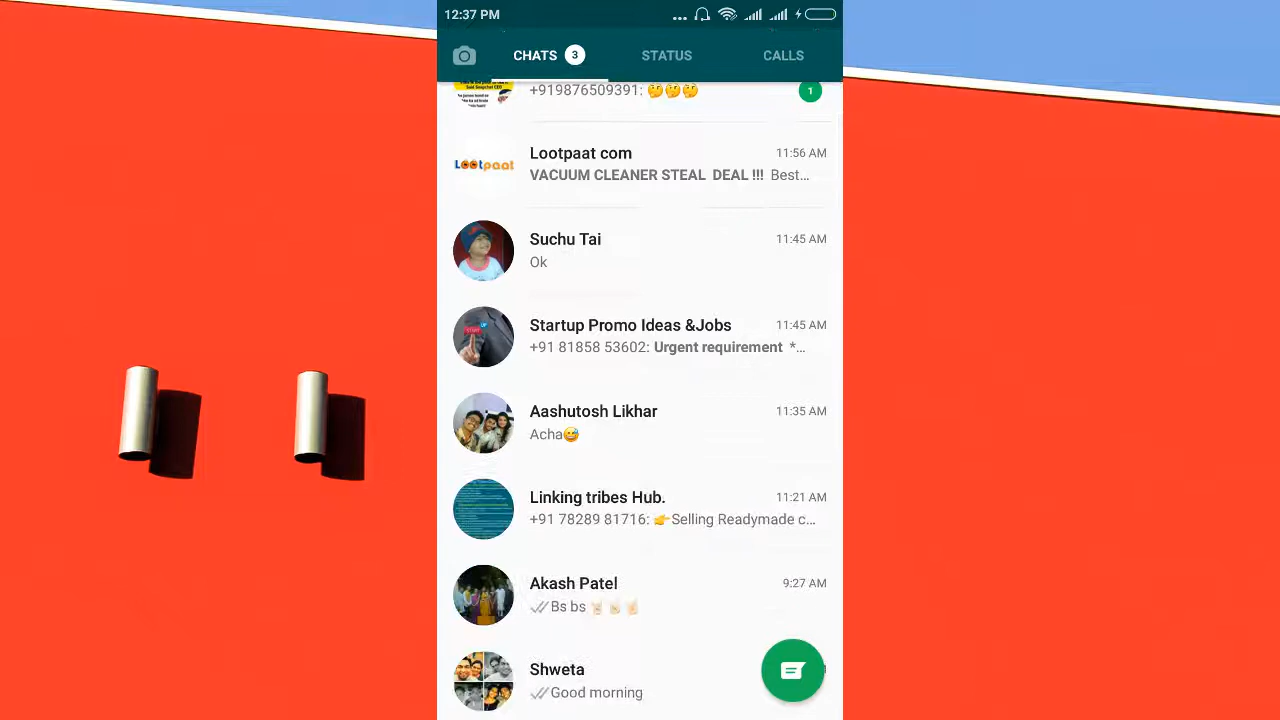 12:37 PM
CHATS 3
STATUS
CALLS
+919876509391: 🤔🤔🤔
1
Lootpaat
Lootpaat com
11:56 AM
VACUUM CLEANER STEAL DEAL !!! Best...
Suchu Tai
11:45 AM
Ok
Startup Promo Ideas &Jobs
11:45 AM
+91 81858 53602: Urgent requirement *...
Aashutosh Likhar
11:35 AM
Acha😅
Linking tribes Hub.
11:21 AM
+91 78289 81716: 👉Selling Readymade c...
Akash Patel
9:27 AM
Bs bs 🤘🏻👌🏻☝🏻
Shweta
Good morning